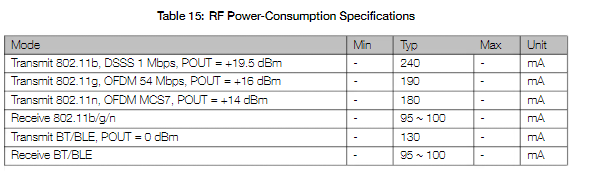 Table 15: RF Power-Consumption Specifications
Mode Min Typ Max Unit
Transmit 802.11b, DSSS 1 Mbps, POUT = +19.5 dBm - 240 - mA
Transmit 802.11g, OFDM 54 Mbps, POUT = +16 dBm - 190 - mA
Transmit 802.11n, OFDM MCS7, POUT = +14 dBm - 180 - mA
Receive 802.11b/g/n - 95 ~ 100 - mA
Transmit BT/BLE, POUT = 0 dBm - 130 - mA
Receive BT/BLE - 95 ~ 100 - mA